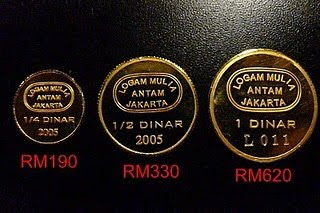 LOGAM MULIA
ANTAM
JAKARTA
1/4 DINAR
2005
RM190
LOGAM MULIA
ANTAM
JAKARTA
1/2 DINAR
2005
RM330
LOGAM MULIA
ANTAM
JAKARTA
1 DINAR
L 011
RM620